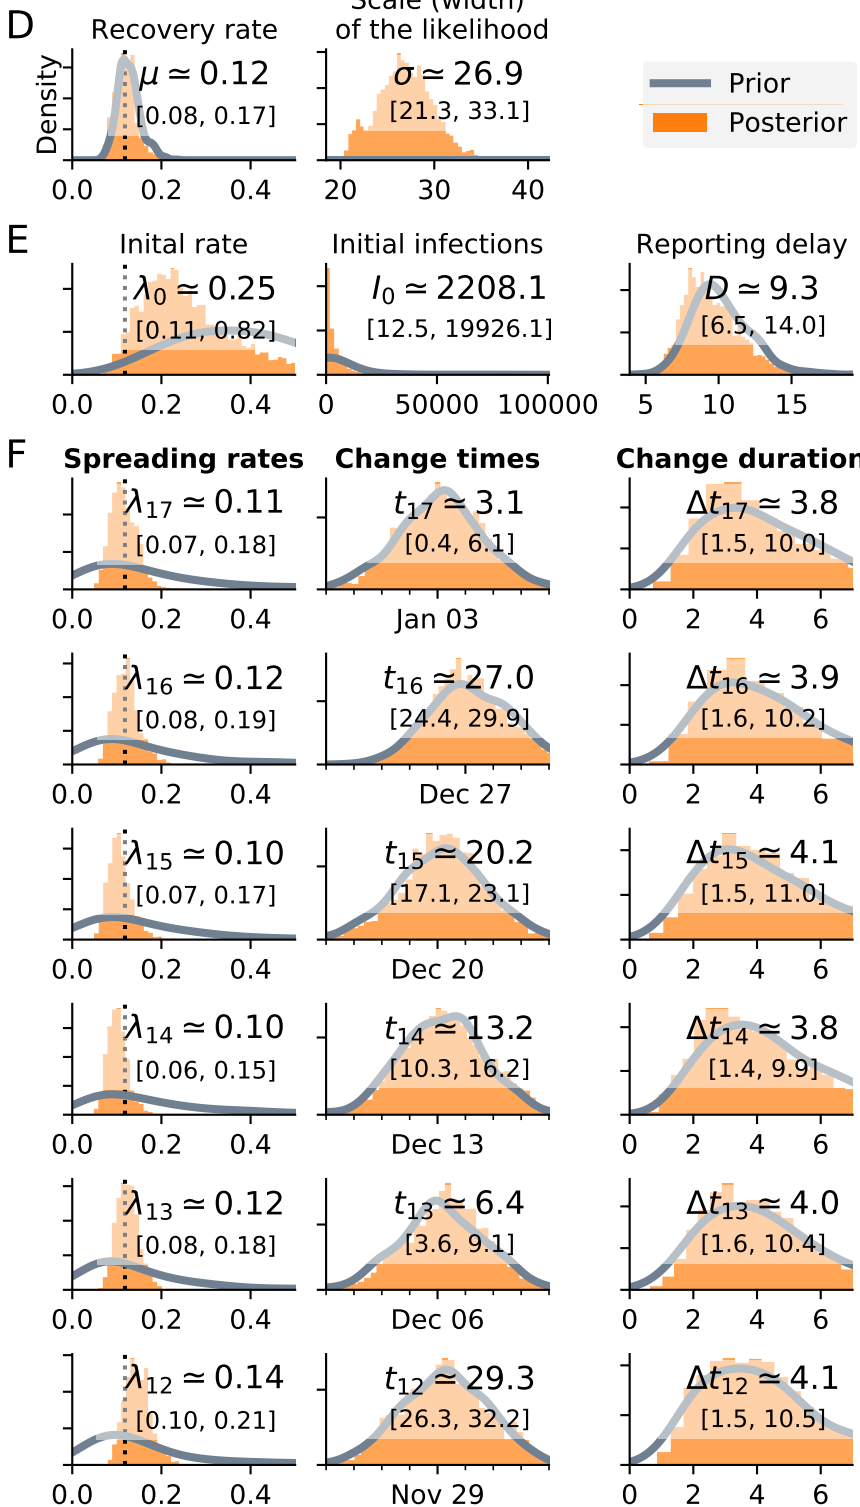 D
Recovery rate
Scale (width)
of the likelihood
Density
μ ≃ 0.12
[0.08, 0.17]
0.0 0.2 0.4
σ ≃ 26.9
[21.3, 33.1]
20 30 40
Prior
Posterior
E
Inital rate
λ0 ≃ 0.25
[0.11, 0.82]
0.0 0.2 0.4
Initial infections
I0 ≃ 2208.1
[12.5, 19926.1]
0 50000 100000
Reporting delay
D ≃ 9.3
[6.5, 14.0]
5 10 15
F
Spreading rates
Change times
Change duration
λ17 ≃ 0.11
[0.07, 0.18]
0.0 0.2 0.4
t17 ≃ 3.1
[0.4, 6.1]
Jan 03
Δt17 ≃ 3.8
[1.5, 10.0]
0 2 4 6
λ16 ≃ 0.12
[0.08, 0.19]
0.0 0.2 0.4
t16 ≃ 27.0
[24.4, 29.9]
Dec 27
Δt16 ≃ 3.9
[1.6, 10.2]
0 2 4 6
λ15 ≃ 0.10
[0.07, 0.17]
0.0 0.2 0.4
t15 ≃ 20.2
[17.1, 23.1]
Dec 20
Δt15 ≃ 4.1
[1.5, 11.0]
0 2 4 6
λ14 ≃ 0.10
[0.06, 0.15]
0.0 0.2 0.4
t14 ≃ 13.2
[10.3, 16.2]
Dec 13
Δt14 ≃ 3.8
[1.4, 9.9]
0 2 4 6
λ13 ≃ 0.12
[0.08, 0.18]
0.0 0.2 0.4
t13 ≃ 6.4
[3.6, 9.1]
Dec 06
Δt13 ≃ 4.0
[1.6, 10.4]
0 2 4 6
λ12 ≃ 0.14
[0.10, 0.21]
0.0 0.2 0.4
t12 ≃ 29.3
[26.3, 32.2]
Nov 29
Δt12 ≃ 4.1
[1.5, 10.5]
0 2 4 6